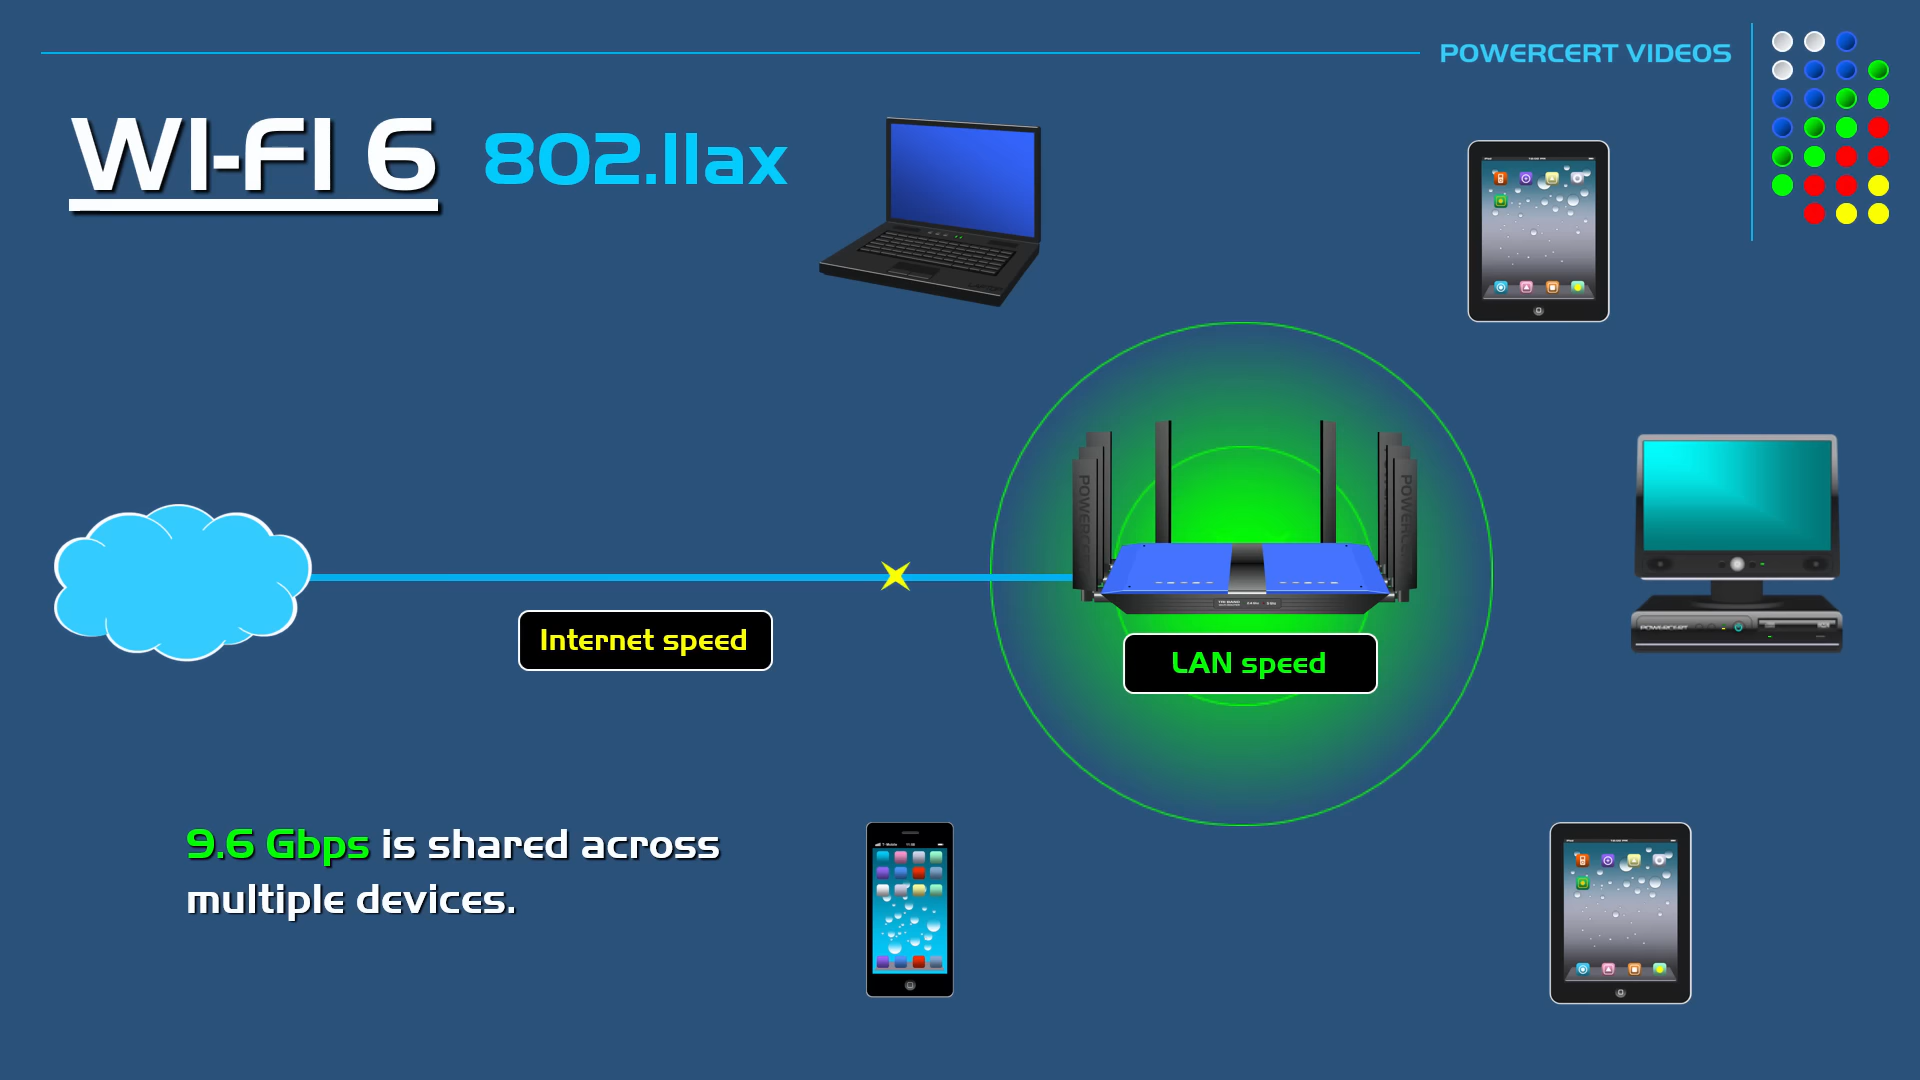 POWERCERT VIDEOS
WI-FI 6 802.11ax
Internet speed
LAN speed
9.6 Gbps is shared across
multiple devices.
POWERCERT